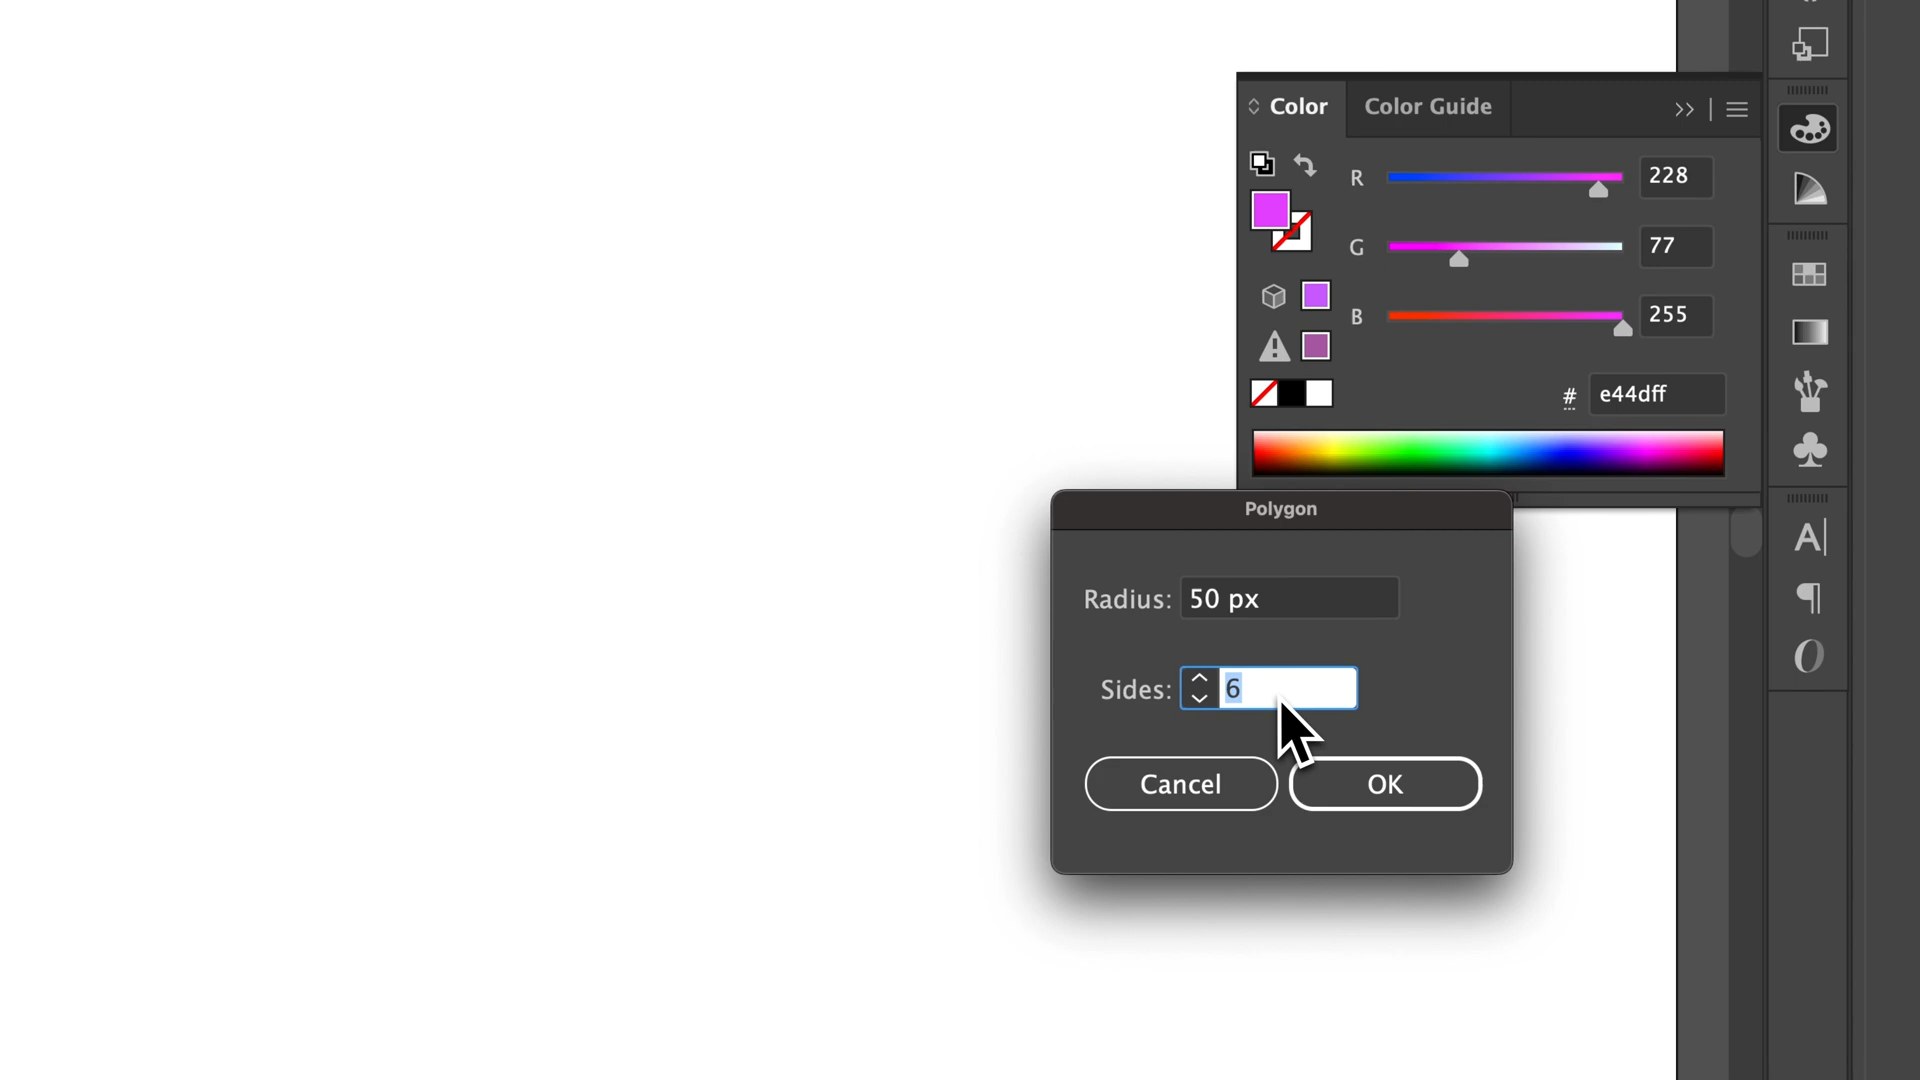 Color
Color Guide
R
228
G
77
B
255
#
e44dff
Polygon
Radius:
50 px
Sides:
6
Cancel
OK